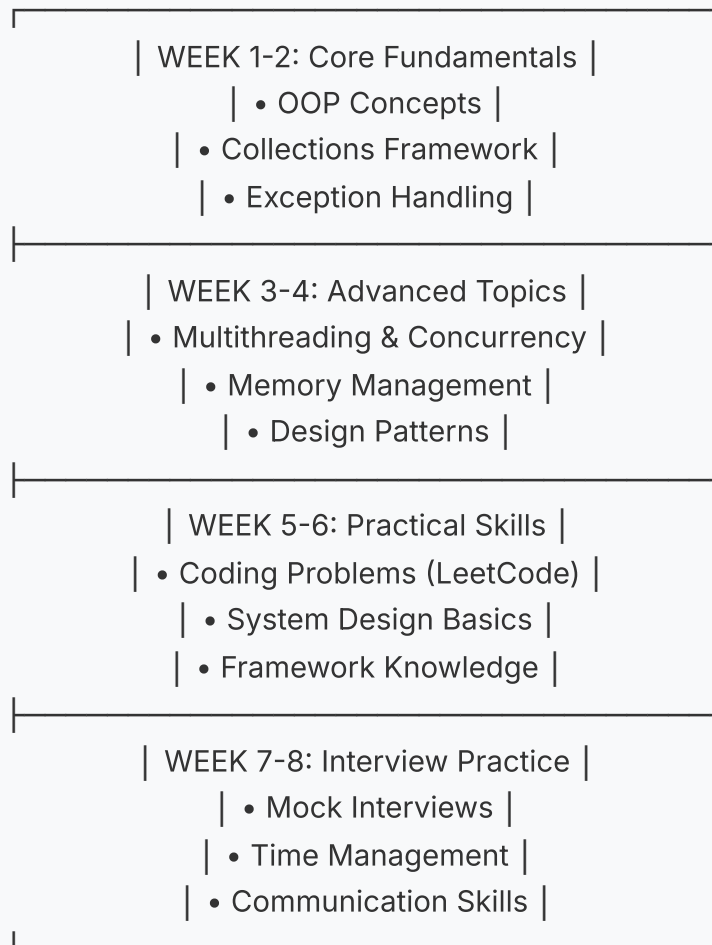 │ WEEK 1-2: Core Fundamentals │
│ • OOP Concepts │
│ • Collections Framework │
│ • Exception Handling │
│ WEEK 3-4: Advanced Topics │
│ • Multithreading & Concurrency │
│ • Memory Management │
│ • Design Patterns │
│ WEEK 5-6: Practical Skills │
│ • Coding Problems (LeetCode) │
│ • System Design Basics │
│ • Framework Knowledge │
│ WEEK 7-8: Interview Practice │
│ • Mock Interviews │
│ • Time Management │
│ • Communication Skills │